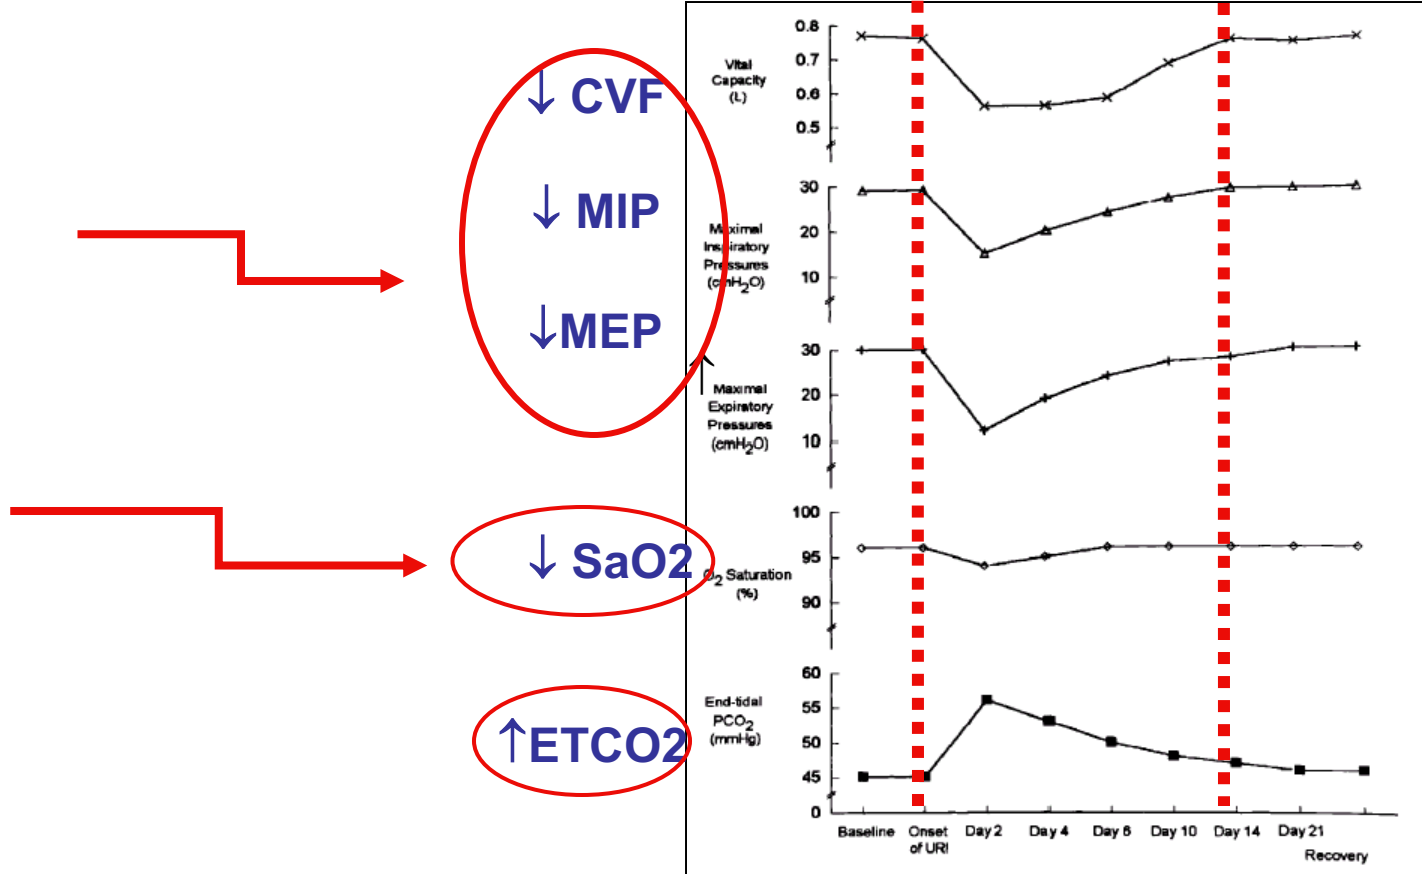 ↓ CVF
↓ MIP
↓MEP
↓ SaO2
↑ETCO2
Vital
Capacity
(L)
0.8
0.7
0.6
0.5
Maximal
Inspiratory
Pressures
(cmH2O)
30
20
10
Maximal
Expiratory
Pressures
(cmH2O)
30
20
10
O2 Saturation
(%)
100
95
90
End-tidal
PCO2
(mmHg)
60
55
50
45
0
Baseline Onset Day 2 Day 4 Day 6 Day 10 Day 14 Day 21
of URI
Recovery